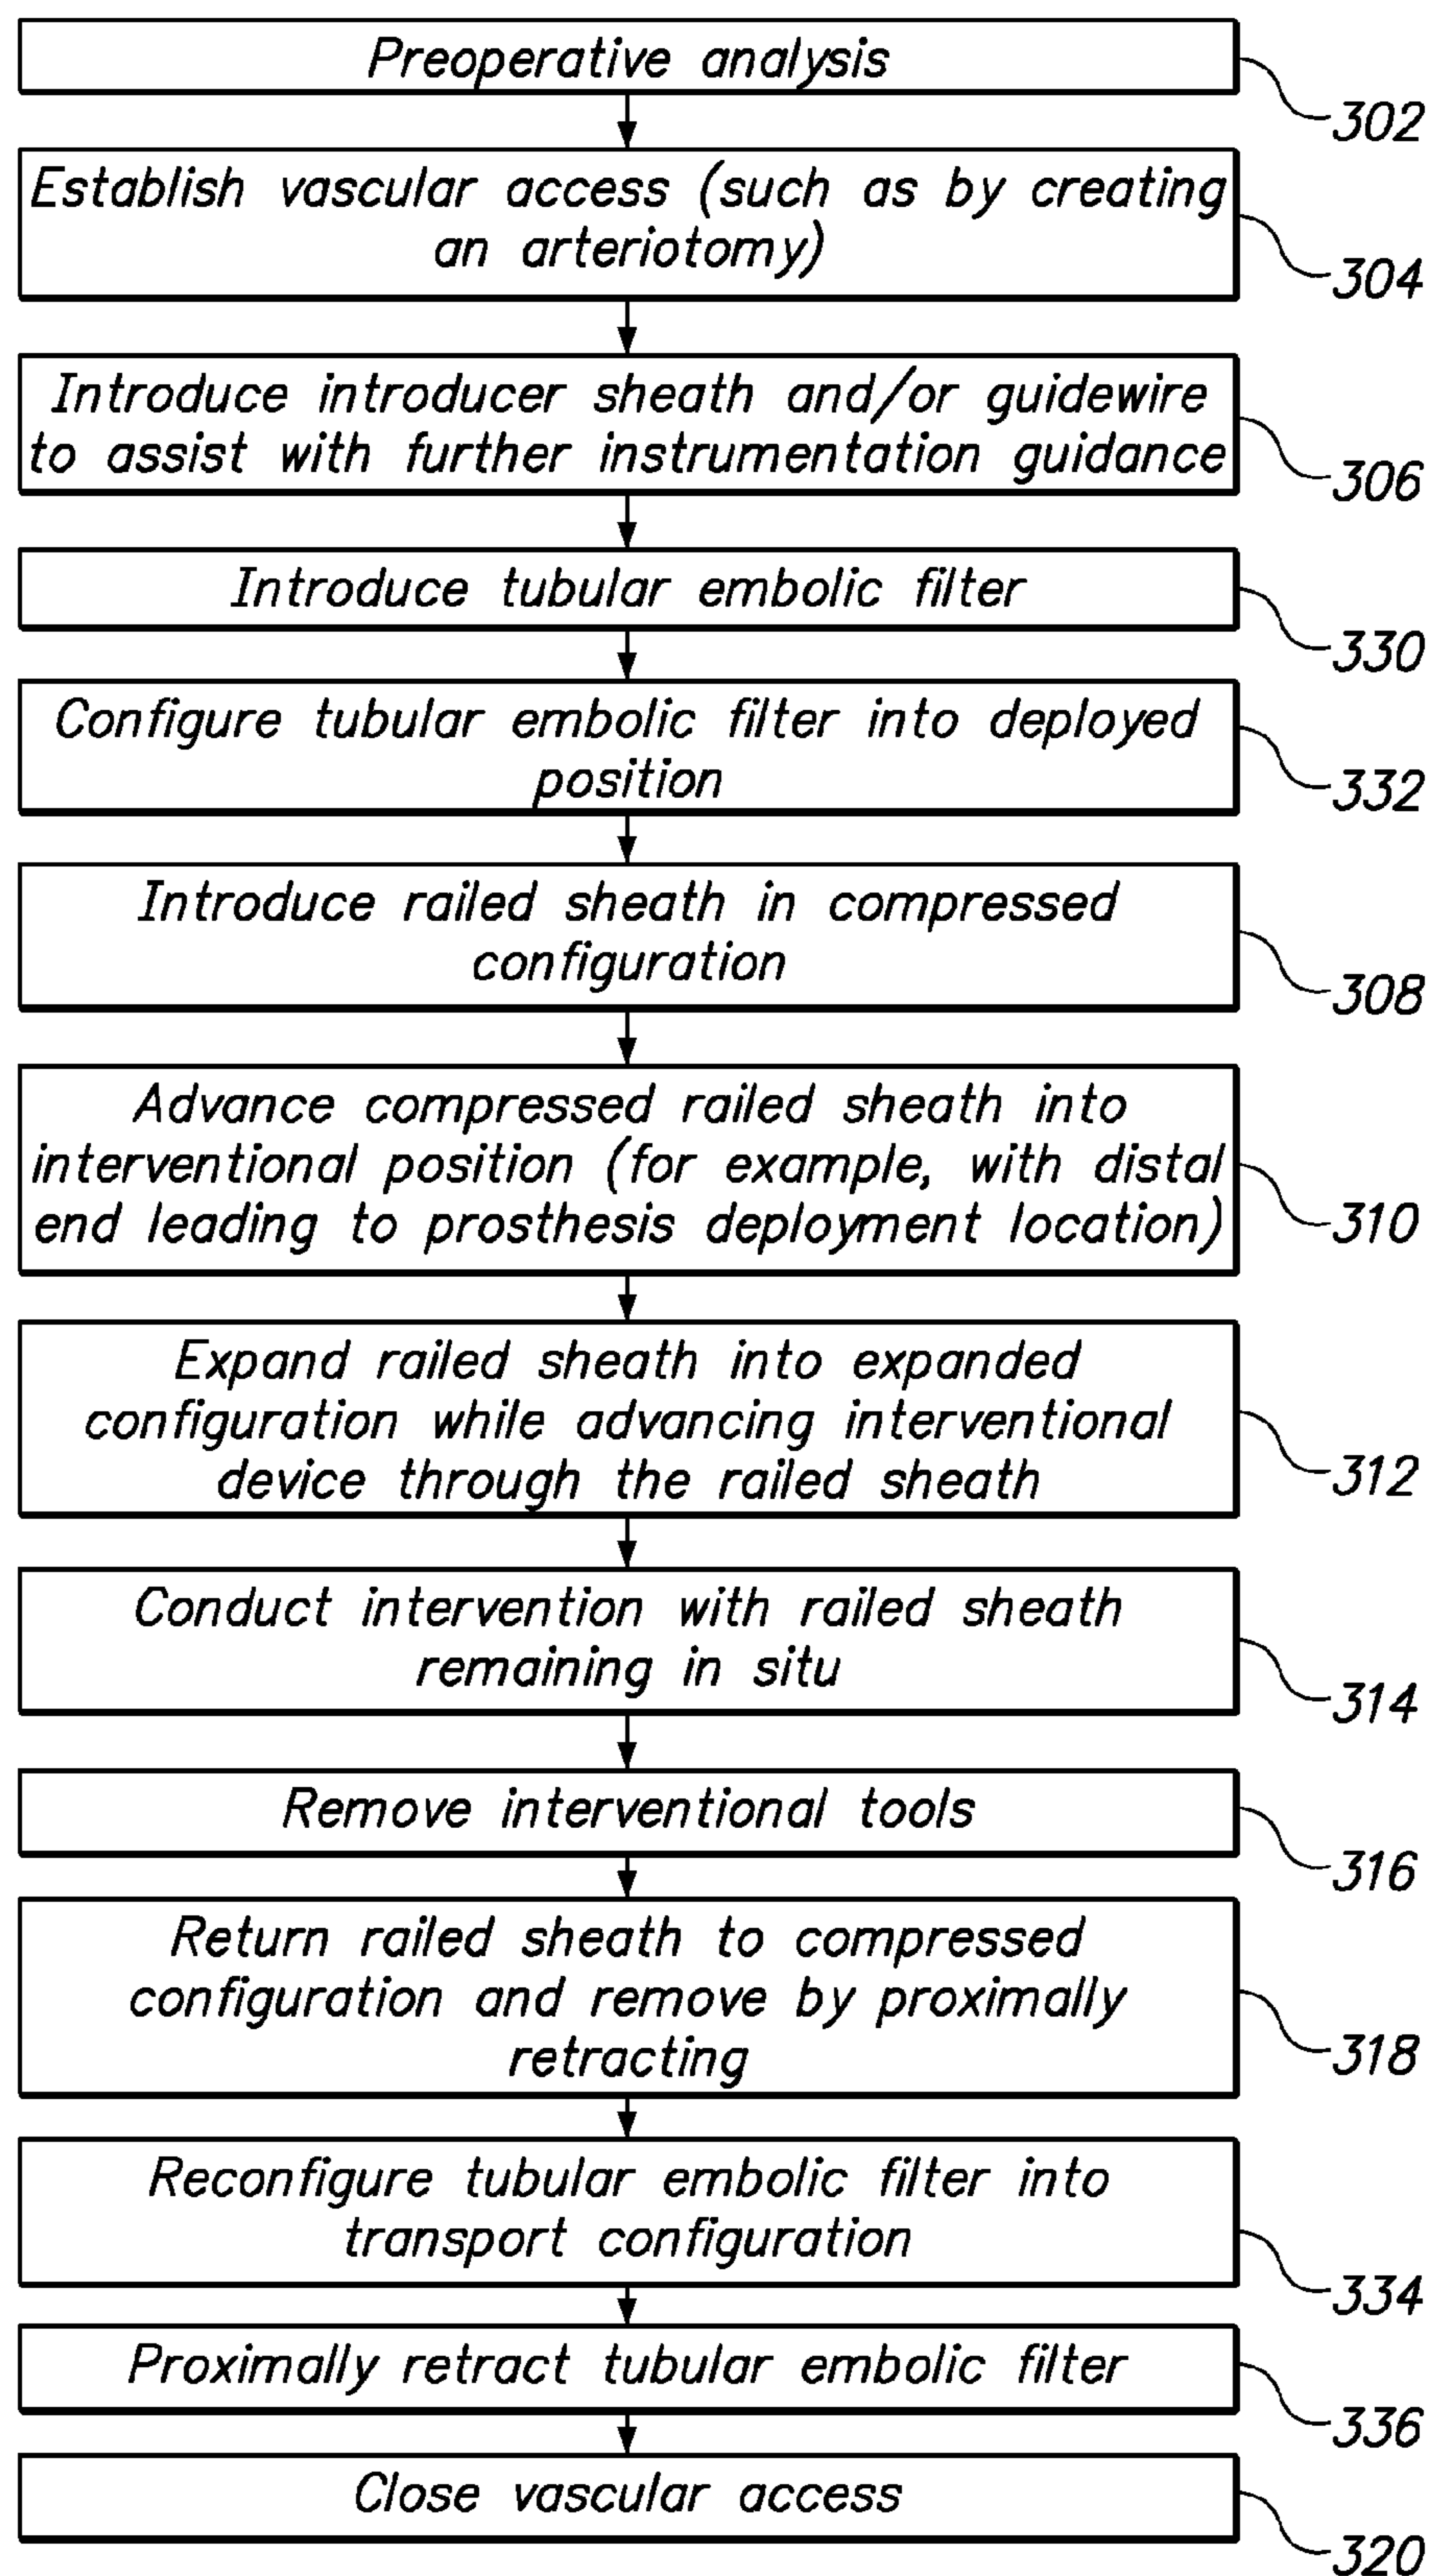 Preoperative analysis
302
Establish vascular access (such as by creating
an arteriotomy)
304
Introduce introducer sheath and/or guidewire
to assist with further instrumentation guidance
306
Introduce tubular embolic filter
330
Configure tubular embolic filter into deployed
position
332
Introduce railed sheath in compressed
configuration
308
Advance compressed railed sheath into
interventional position (for example, with distal
end leading to prosthesis deployment location)
310
Expand railed sheath into expanded
configuration while advancing interventional
device through the railed sheath
312
Conduct intervention with railed sheath
remaining in situ
314
Remove interventional tools
316
Return railed sheath to compressed
configuration and remove by proximally
retracting
318
Reconfigure tubular embolic filter into
transport configuration
334
Proximally retract tubular embolic filter
336
Close vascular access
320